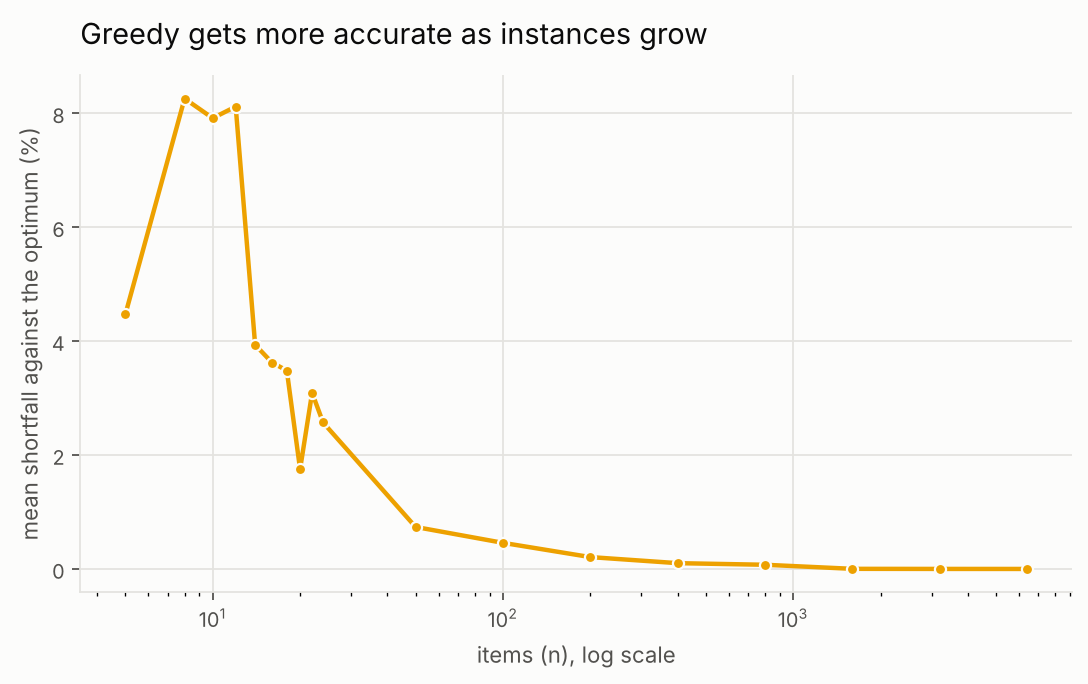 Greedy gets more accurate as instances grow
mean shortfall against the optimum (%)
8
6
4
2
0
10¹
10²
10³
items (n), log scale